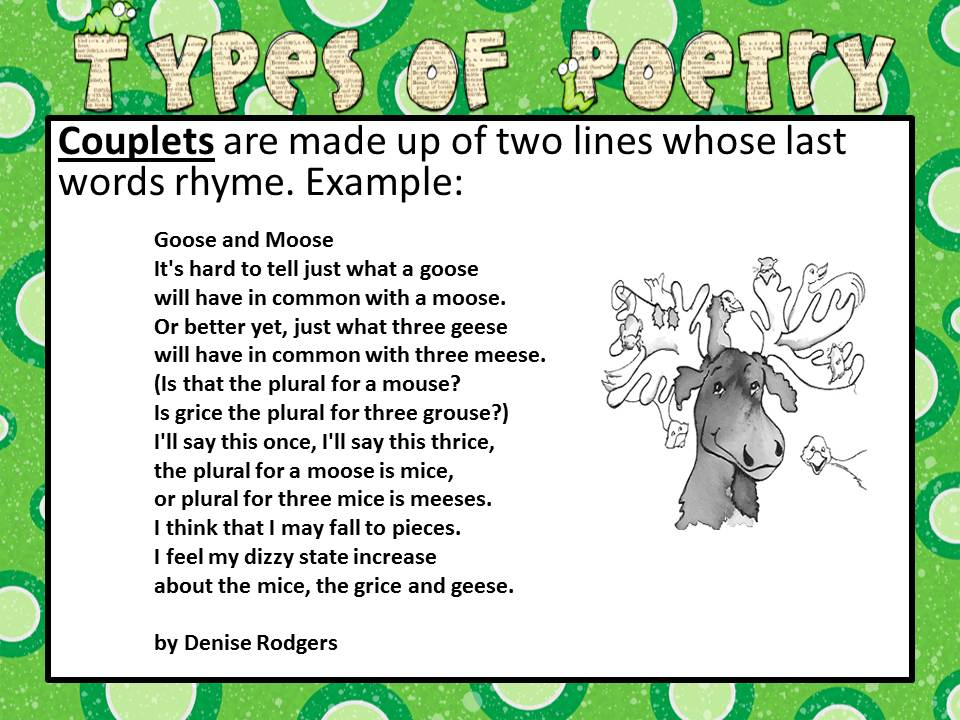 Types of Poetry
Couplets are made up of two lines whose last
words rhyme. Example:
Goose and Moose
It's hard to tell just what a goose
will have in common with a moose.
Or better yet, just what three geese
will have in common with three meese.
(Is that the plural for a mouse?
Is grice the plural for three grouse?)
I'll say this once, I'll say this thrice,
the plural for a moose is mice,
or plural for three mice is meeses.
I think that I may fall to pieces.
I feel my dizzy state increase
about the mice, the grice and geese.
by Denise Rodgers